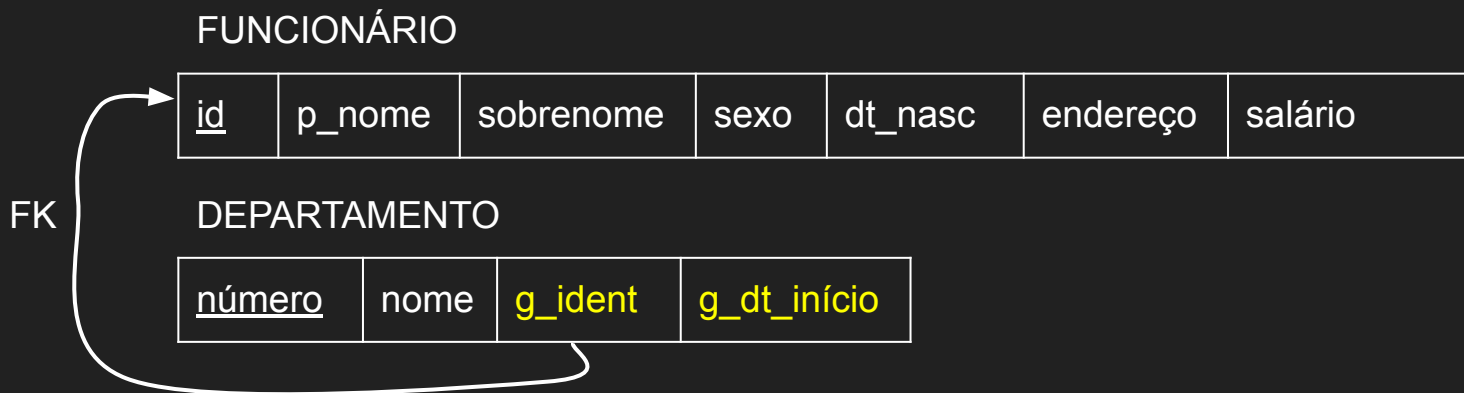 FUNCIONÁRIO
id p_nome sobrenome sexo dt_nasc endereço salário
FK DEPARTAMENTO
número nome g_ident g_dt_início